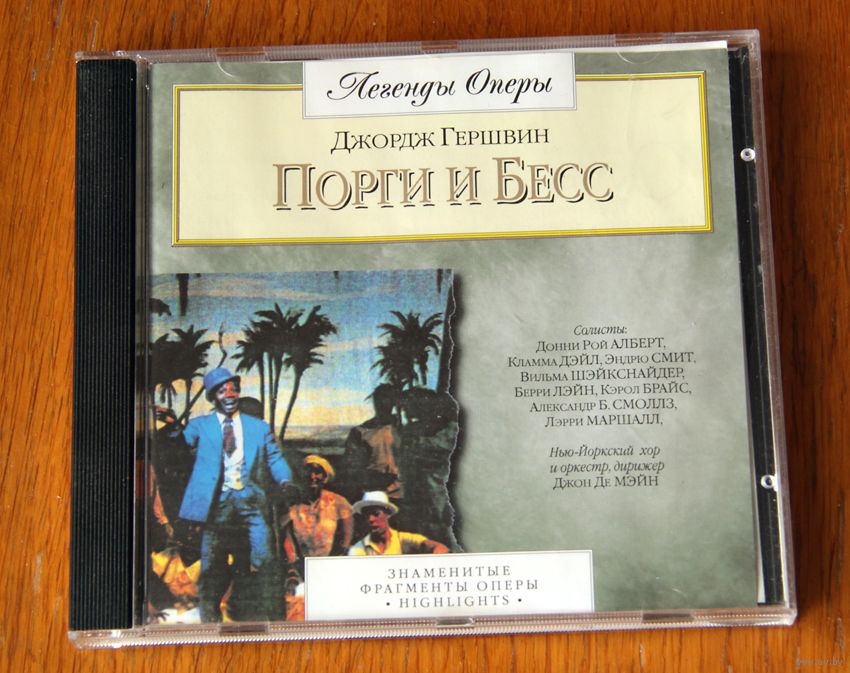 Легенды Оперы
ДЖОРДЖ ГЕРШВИН
ПОРГИ И БЕСС
Солисты:
ДОННИ РОЙ АЛБЕРТ,
КЛАММА ДЭЙЛ, ЭНДРЮ СМИТ,
ВИЛЬМА ШЭЙКСНАЙДЕР,
БЕРРИ ЛЭЙН, КЭРОЛ БРАЙС,
АЛЕКСАНДР Б. СМОЛЛЗ,
ЛЭРРИ МАРШАЛЛ,
Нью-Йоркский хор
и оркестр, дирижер
ДЖОН ДЕ МЭЙН
ЗНАМЕНИТЫЕ
ФРАГМЕНТЫ ОПЕРЫ
• HIGHLIGHTS •